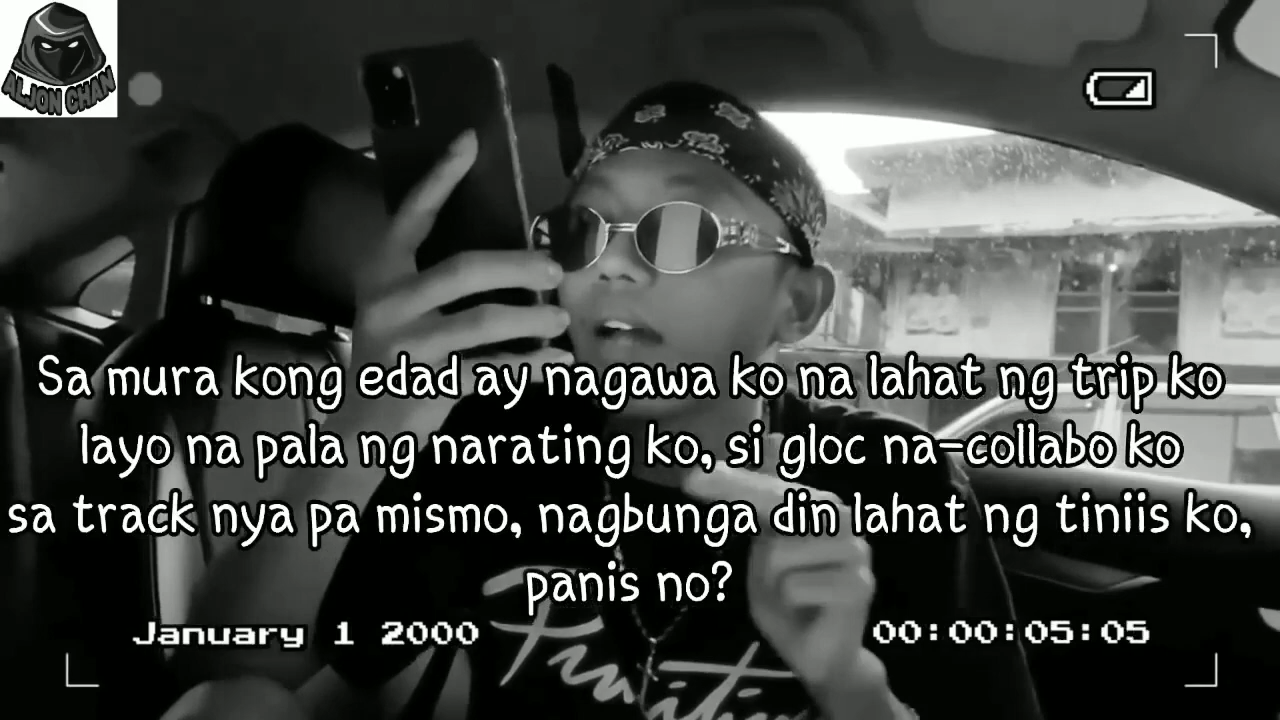 ALJON CHAN
Sa mura kong edad ay nagawa ko na lahat ng trip ko
layo na pala ng narating ko, si gloc na-collabo ko
sa track nya pa mismo, nagbunga din lahat ng tiniis ko,
panis no?
January 1 2000
00:00:05:05